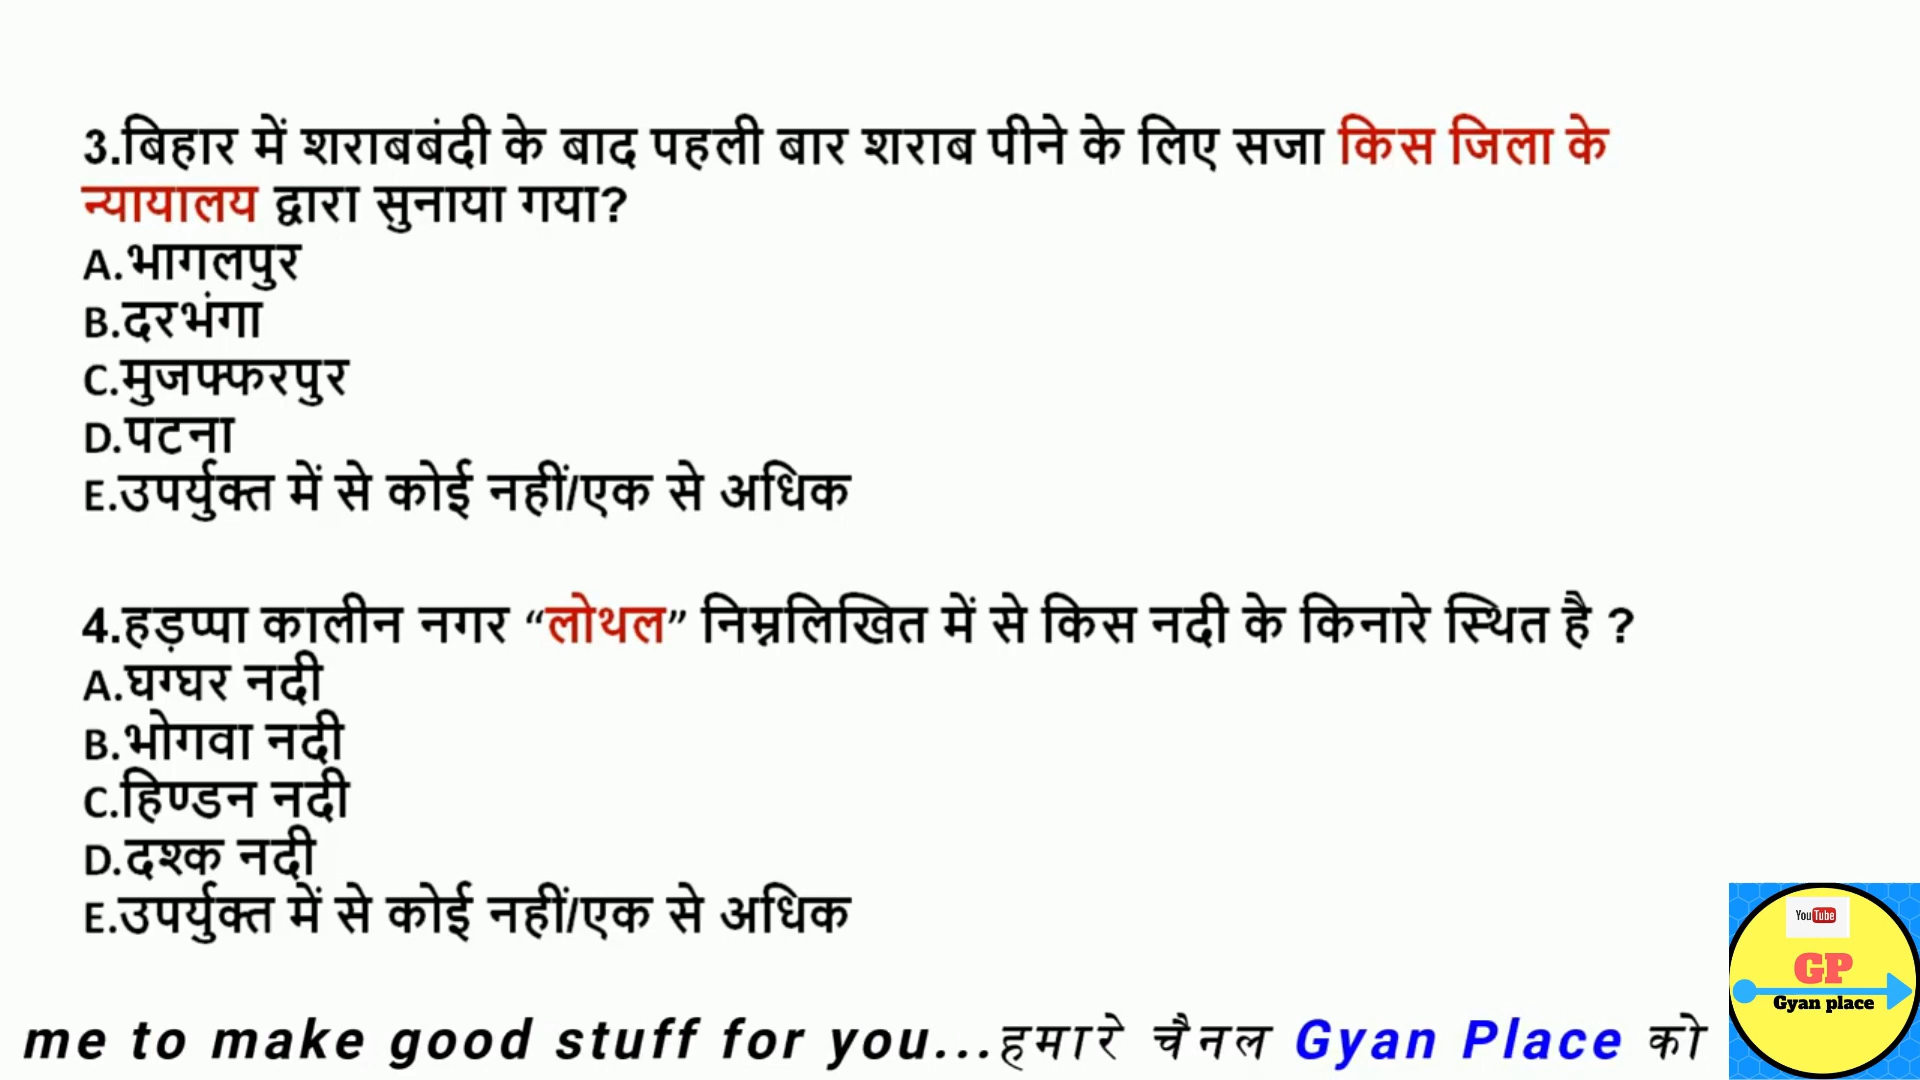 3.बिहार में शराबबंदी के बाद पहली बार शराब पीने के लिए सजा किस जिला के
न्यायालय द्वारा सुनाया गया?
A.भागलपुर
B.दरभंगा
C.मुजफ्फरपुर
D.पटना
E.उपर्युक्त में से कोई नहीं/एक से अधिक
4.हड़प्पा कालीन नगर “लोथल” निम्नलिखित में से किस नदी के किनारे स्थित है ?
A.घग्घर नदी
B.भोगवा नदी
C.हिण्डन नदी
D.दश्क नदी
E.उपर्युक्त में से कोई नहीं/एक से अधिक
YouTube
GP
Gyan place
me to make good stuff for you...हमारे चैनल Gyan Place को